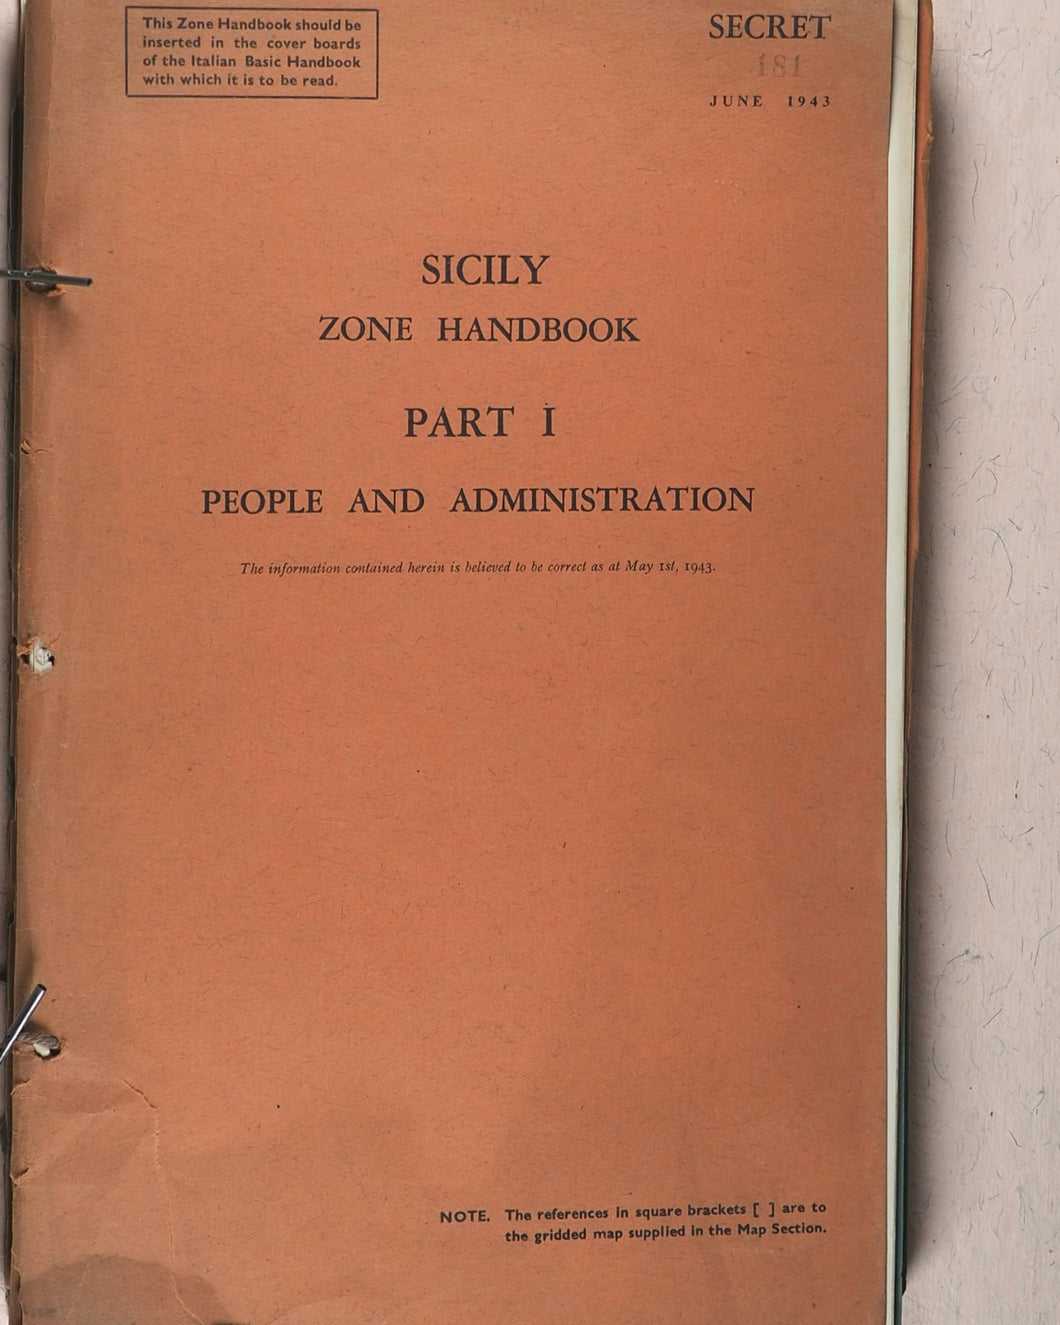 This Zone Handbook should be
inserted in the cover boards
of the Italian Basic Handbook
with which it is to be read.
SECRET
181
JUNE 1943
SICILY
ZONE HANDBOOK
PART I
PEOPLE AND ADMINISTRATION
The information contained herein is believed to be correct as at May 1st, 1943.
NOTE. The references in square brackets [ ] are to
the gridded map supplied in the Map Section.